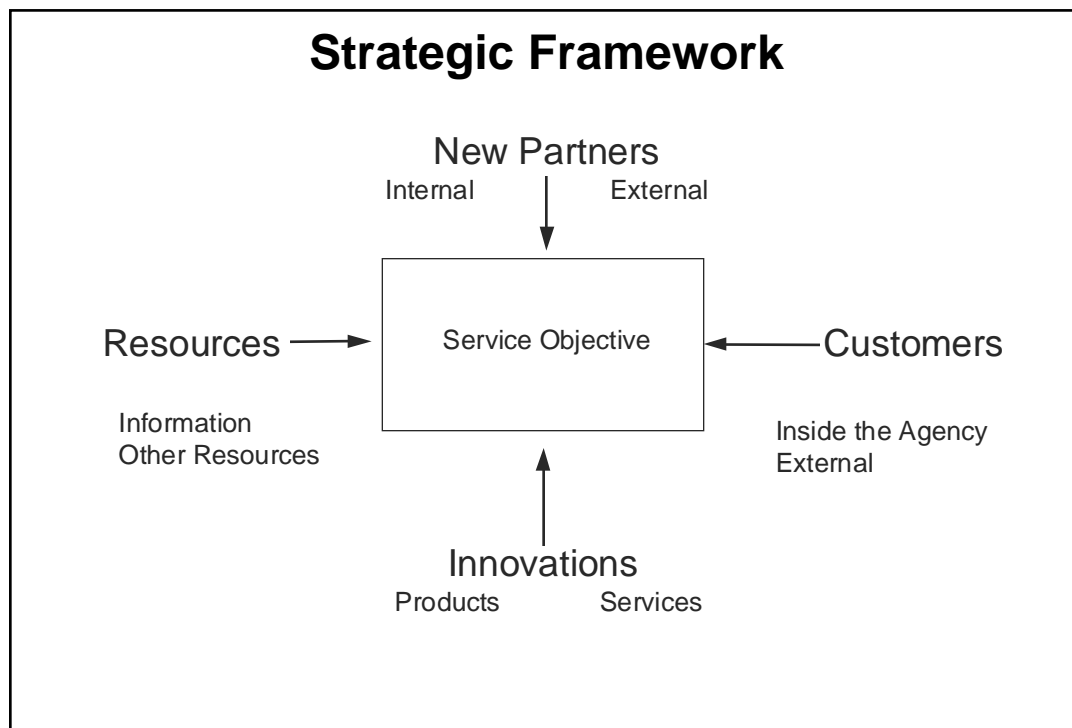 Strategic Framework
New Partners
Internal External
Resources
Service Objective
Customers
Information
Other Resources
Inside the Agency
External
Innovations
Products Services